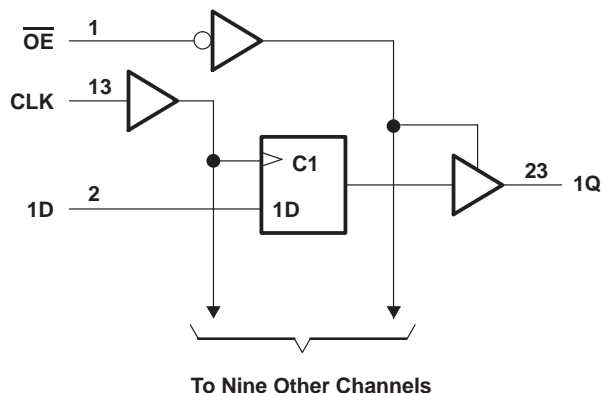 OE 1
CLK 13
C1
1D 2 1D
23 1Q
To Nine Other Channels